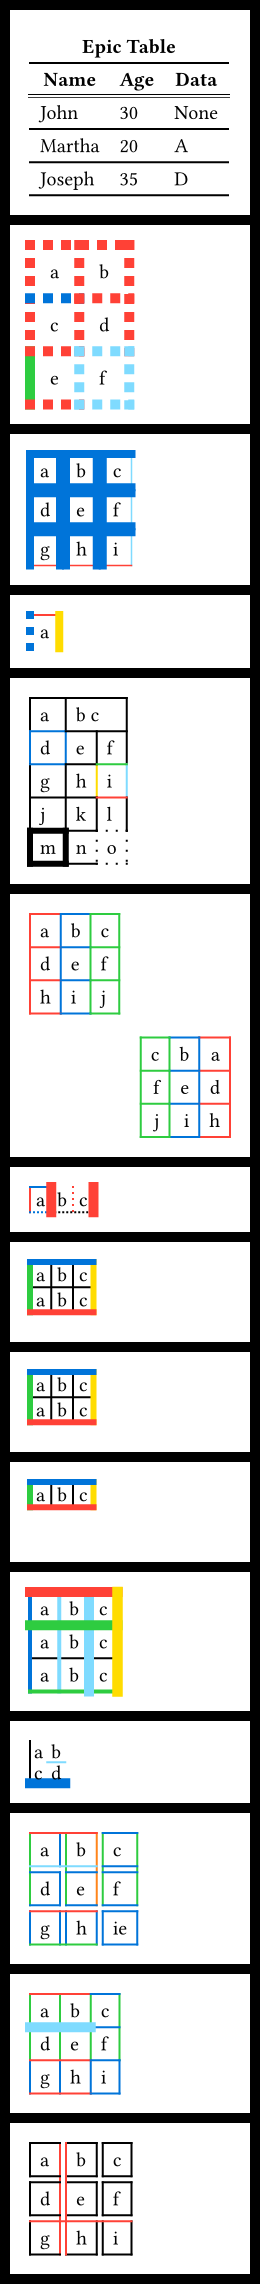 Epic Table
Name Age Data
John 30 None
Martha 20 A
Joseph 35 D
a b
c d
e f
a b c
d e f
g h i
a
a b c
d e f
g h i
j k l
m n o
a b c
d e f
h i j
c b a
f e d
j i h
a b c
a b c
a b c
a b c
a b c
a b c
a b c
a b c
a b c
a b
c d
a b c
d e f
g h ie
a b c
d e f
g h i
a b c
d e f
g h i